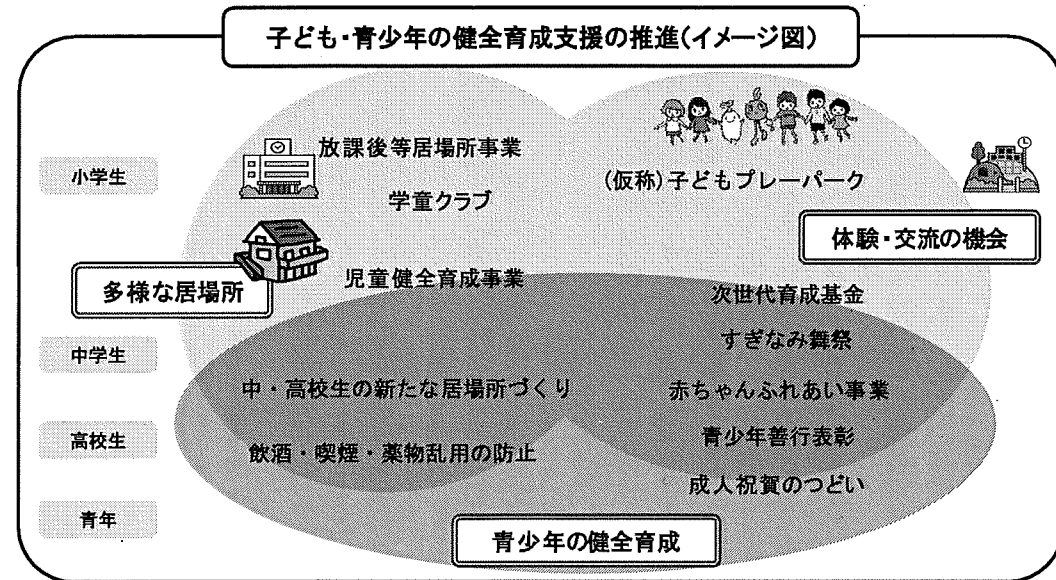 子ども・青少年の健全育成支援の推進(イメージ図)
小学生
放課後等居場所事業
学童クラブ
(仮称)子どもプレーパーク
体験・交流の機会
多様な居場所
児童健全育成事業
次世代育成基金
すぎなみ舞祭
中学生
中・高校生の新たな居場所づくり
赤ちゃんふれあい事業
高校生
青少年善行表彰
飲酒・喫煙・薬物乱用の防止
成人祝賀のつどい
青年
青少年の健全育成